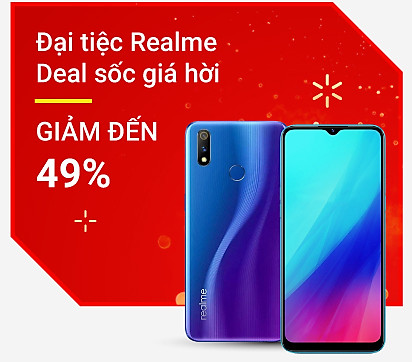 Đại tiệc Realme
Deal sốc giá hời
GIẢM ĐẾN
49%
realme